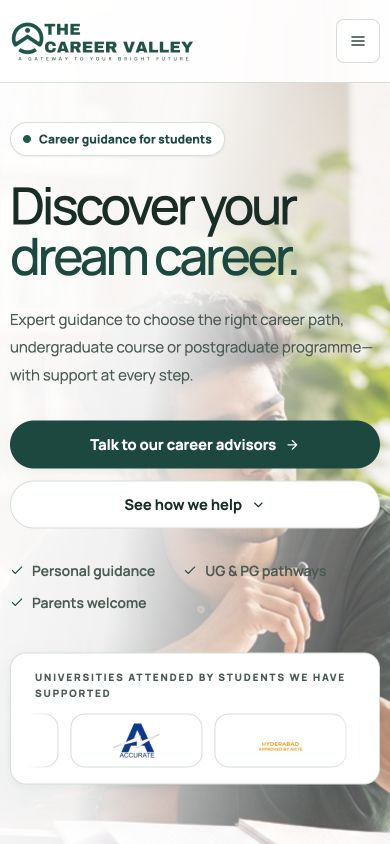 THE
CAREER VALLEY
A GATEWAY TO YOUR BRIGHT FUTURE
Career guidance for students
Discover your
dream career.
Expert guidance to choose the right career path,
undergraduate course or postgraduate programme—
with support at every step.
Talk to our career advisors
See how we help
Personal guidance
UG & PG pathways
Parents welcome
UNIVERSITIES ATTENDED BY STUDENTS WE HAVE
SUPPORTED
ACCURATE
HYDERABAD
APPROVED BY AICTE